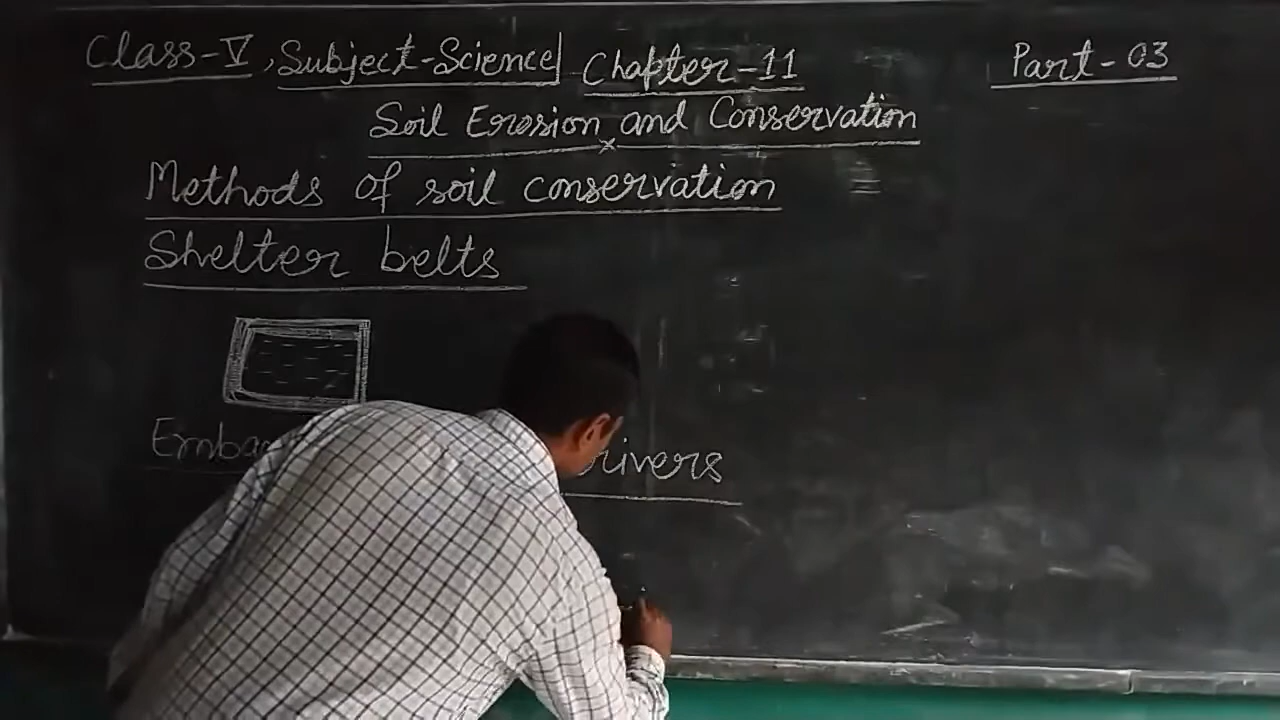 Class-V, Subject-Science Chapter-11 Part-03
Soil Erosion and Conservation
Methods of soil conservation
Shelter belts
rivers